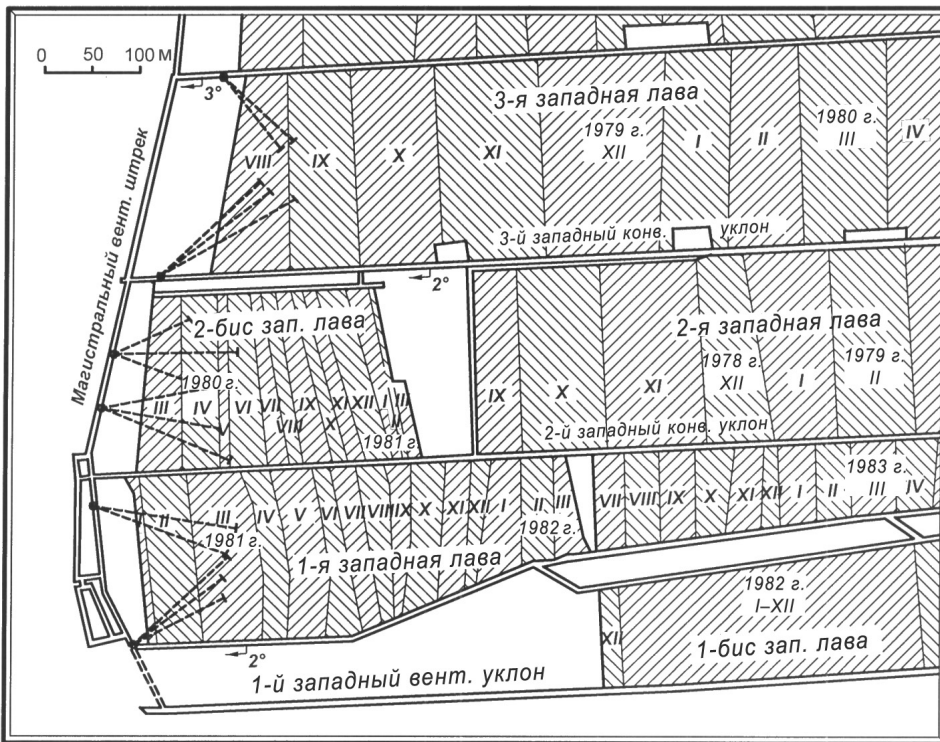 0 50 100 М
3°
3-я западная лава
1979 г.
XII
1980 г.
III
VIII IX X XI I II IV
3-й западный конв. уклон
2°
Магистральный вент. штрек
2-бис зап. лава
1980 г.
III IV VI VII VIII IX X XI XII I II III
1981 г
2-я западная лава
1978 г.
XII
1979 г.
II
IX X XI I
2-й западный конв. уклон
II III IV V VI VII VIII IX X XI XII I II III
1981 г.
1982 г.
1-я западная лава
1983 г.
VII VIII IX X XI XII I II III IV
2°
1982 г.
I–XII
XII
1-бис зап. лава
1-й западный вент. уклон